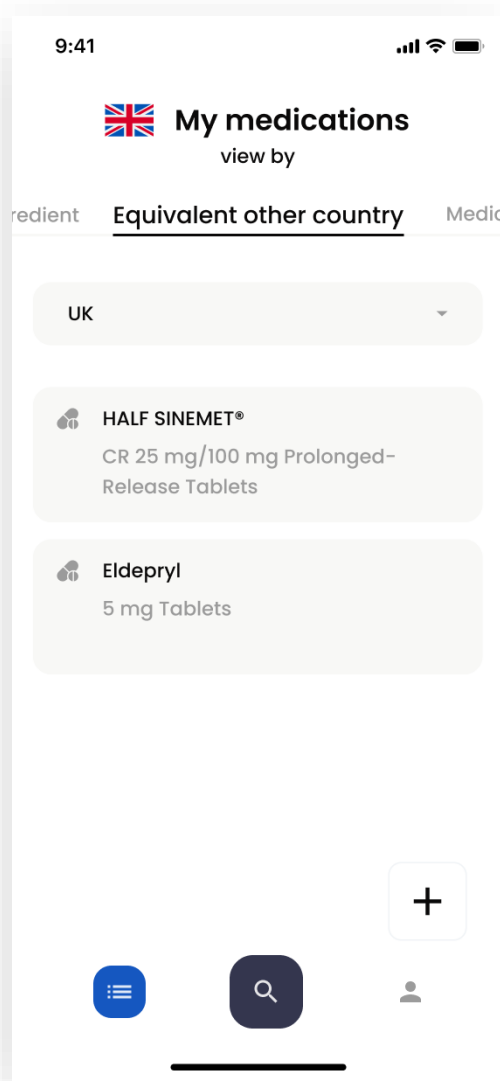 9:41
My medications
view by
redient Equivalent other country Medic
UK
HALF SINEMET®
CR 25 mg/100 mg Prolonged-
Release Tablets
Eldepryl
5 mg Tablets